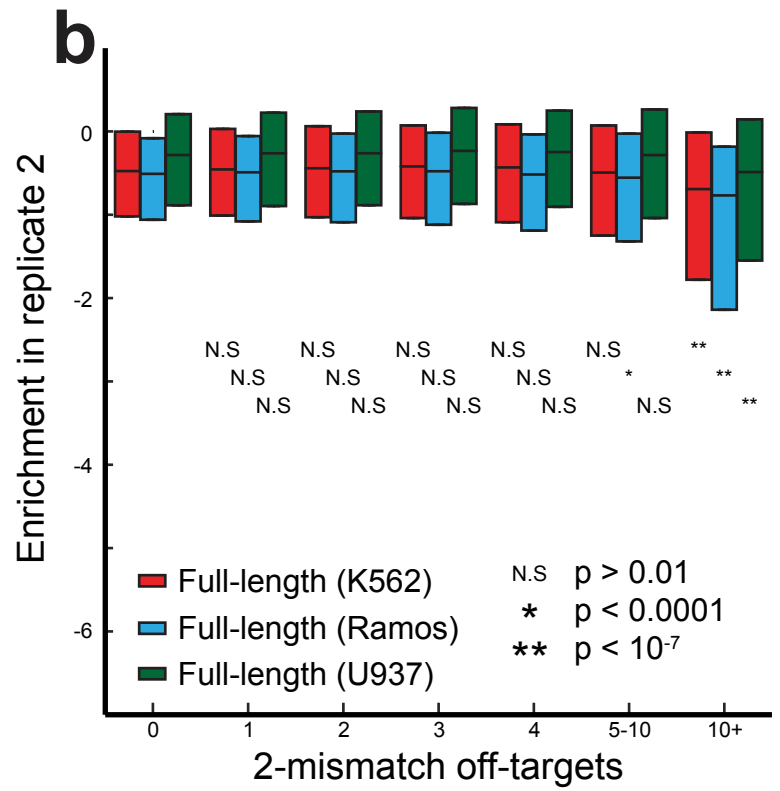 b
Enrichment in replicate 2
0
-2
-4
-6
N.S N.S N.S N.S N.S **
N.S N.S N.S N.S * **
N.S N.S N.S N.S N.S **
Full-length (K562)
Full-length (Ramos)
Full-length (U937)
N.S p > 0.01
* p < 0.0001
** p < 10⁻⁷
0 1 2 3 4 5-10 10+
2-mismatch off-targets